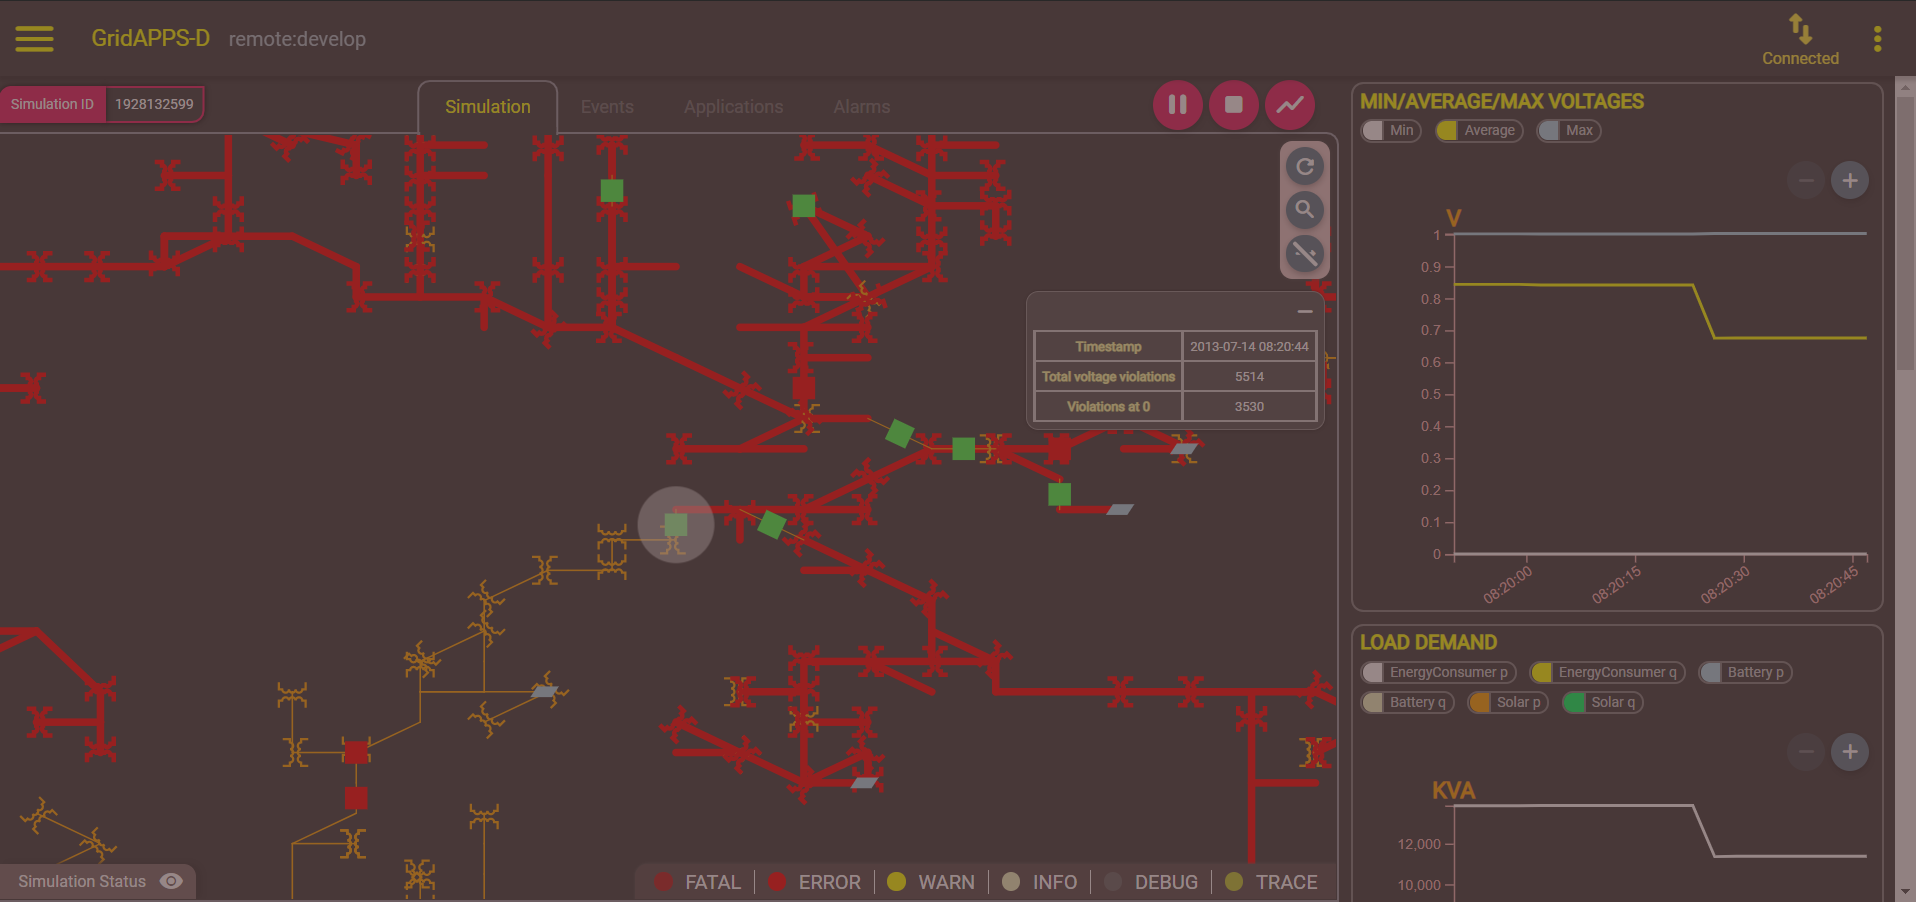 GridAPPS-D remote:develop
Connected
Simulation ID 1928132599
Simulation Events Applications Alarms
Timestamp 2013-07-14 08:20:44
Total voltage violations 5514
Violations at 0 3530
Simulation Status
FATAL ERROR WARN INFO DEBUG TRACE
MIN/AVERAGE/MAX VOLTAGES
Min Average Max
V
1
0.9
0.8
0.7
0.6
0.5
0.4
0.3
0.2
0.1
0
08:20:00 08:20:15 08:20:30 08:20:45
LOAD DEMAND
EnergyConsumer p EnergyConsumer q Battery p
Battery q Solar p Solar q
KVA
12,000
10,000